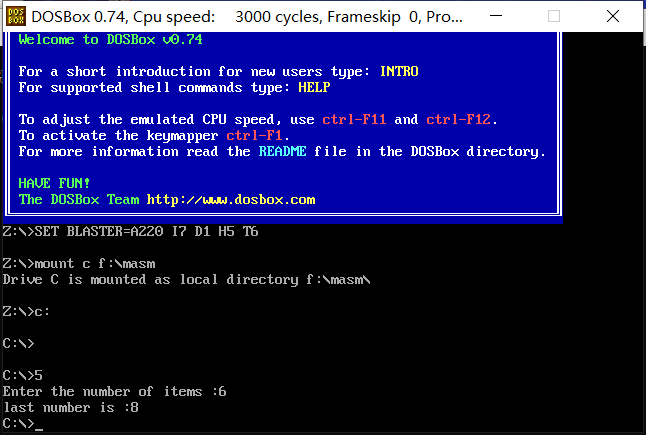 DOS
BOX
DOSBox 0.74, Cpu speed: 3000 cycles, Frameskip 0, Pro...
Welcome to DOSBox v0.74
For a short introduction for new users type: INTRO
For supported shell commands type: HELP
To adjust the emulated CPU speed, use ctrl-F11 and ctrl-F12.
To activate the keymapper ctrl-F1.
For more information read the README file in the DOSBox directory.
HAVE FUN!
The DOSBox Team http://www.dosbox.com
Z:\>SET BLASTER=A220 I7 D1 H5 T6
Z:\>mount c f:\masm
Drive C is mounted as local directory f:\masm\
Z:\>c:
C:\>
C:\>5
Enter the number of items :6
last number is :8
C:\>_